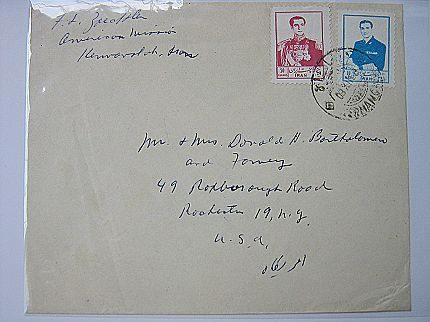 American Mission
Kermanshah, Iran
IRAN
IRAN
Mr. & Mrs. Donald H. Bartholomew
and Family
49 Roxborough Road
Rochester 19, N.Y.
U.S.A.